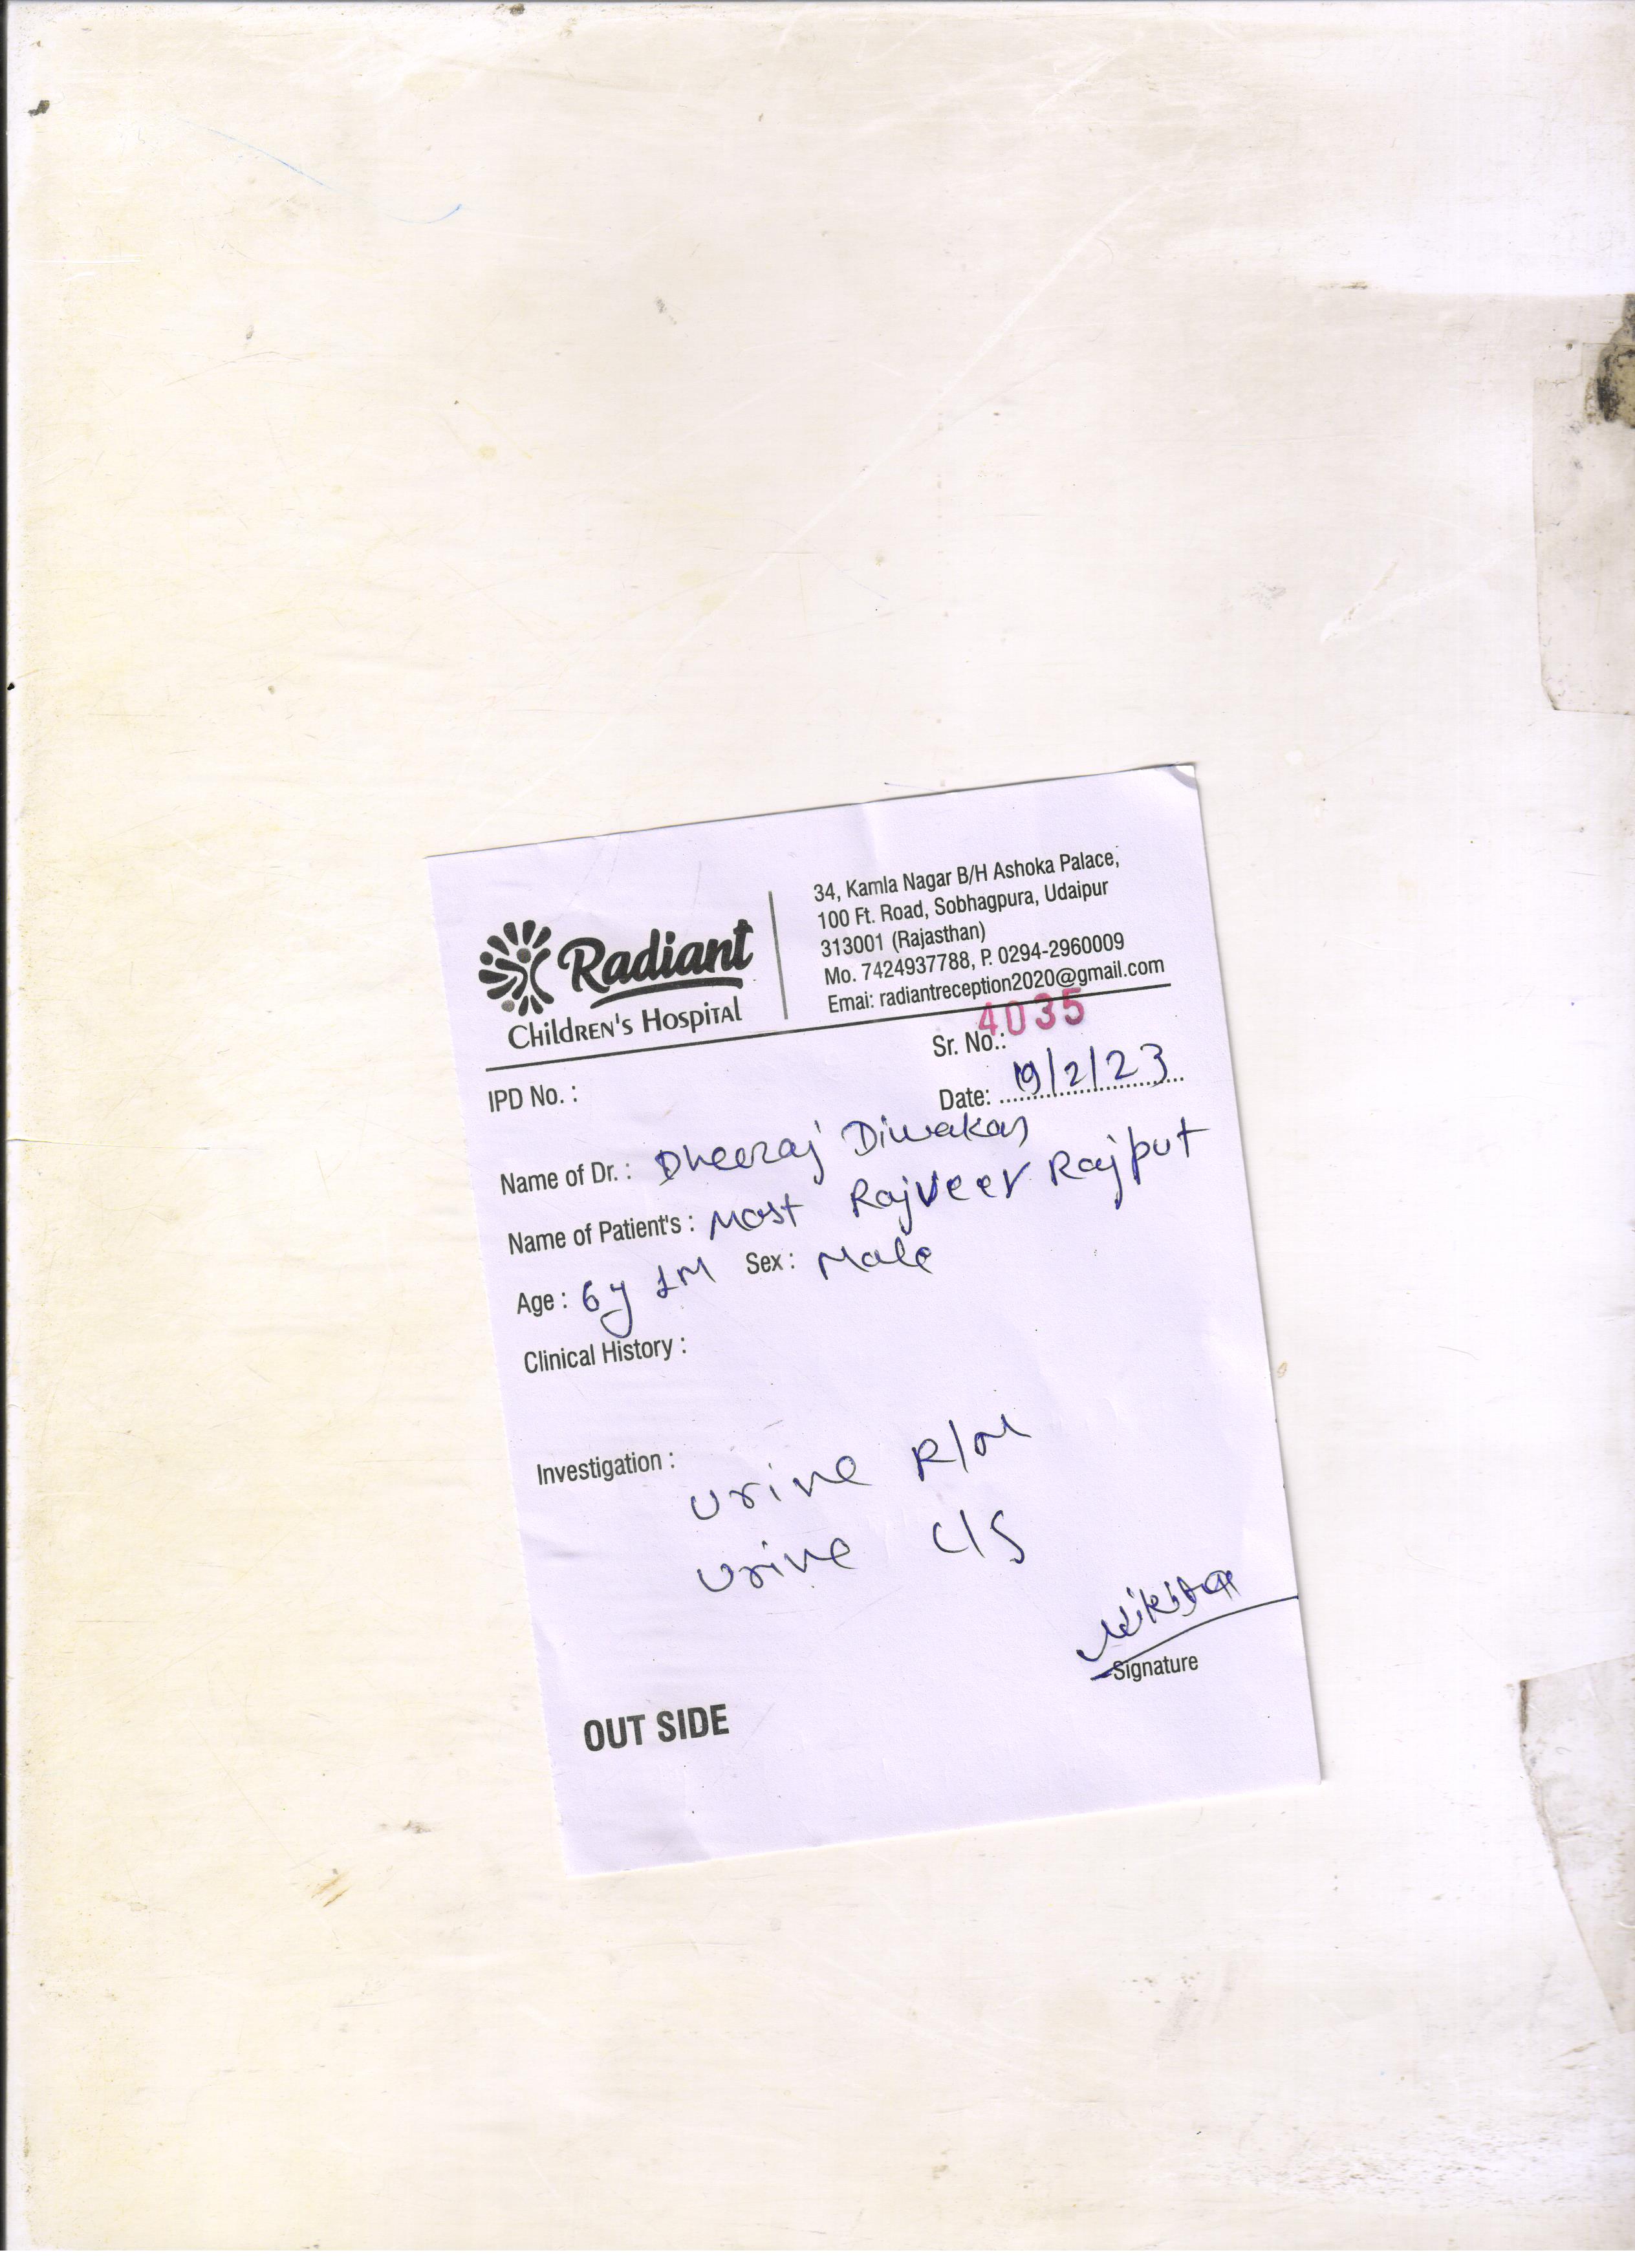 Radiant
Children's Hospital
34, Kamla Nagar B/H Ashoka Palace,
100 Ft. Road, Sobhagpura, Udaipur
313001 (Rajasthan)
Mo. 7424937788, P. 0294-2960009
Emai: radiantreception2020@gmail.com
Sr. No.: 4035
IPD No. :
Date: 19/2/23
Name of Dr. : Dheeraj Diwakar
Name of Patient's : Mast Rajveer Rajput
Age : 6y 1M Sex : Male
Clinical History :
Investigation :
Urine R/M
Urine C/S
Nikita
Signature
OUT SIDE